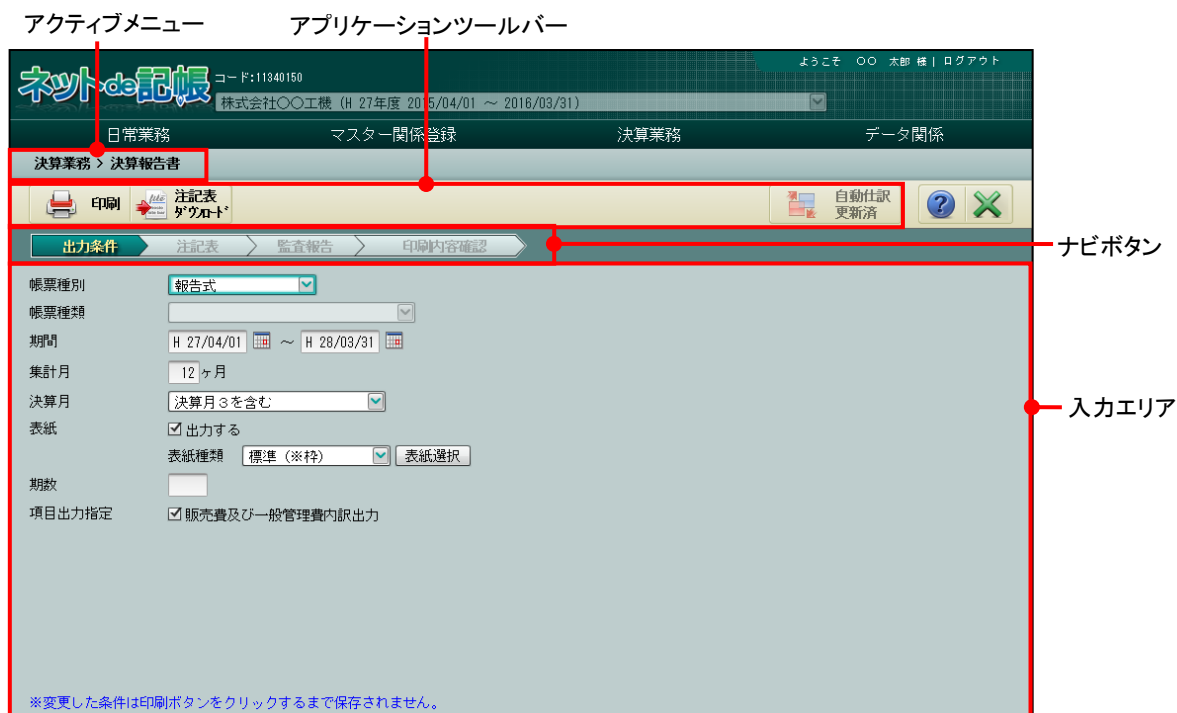 アクティブメニュー アプリケーションツールバー
ネットde記帳 コード:11340150 ようこそ 〇〇 太郎 様 | ログアウト
株式会社〇〇工機 (H 27年度 2015/04/01 ～ 2016/03/31)
日常業務 マスター関係登録 決算業務 データ関係
決算業務 > 決算報告書
印刷 注記表 ダウンロード 自動仕訳 更新済 ?
出力条件 注記表 監査報告 印刷内容確認 ナビボタン
帳票種別 報告式
帳票種類
期間 H 27/04/01 ～ H 28/03/31
集計月 12 ヶ月
決算月 決算月3を含む 入力エリア
表紙 出力する
表紙種類 標準 (※枠) 表紙選択
期数
項目出力指定 販売費及び一般管理費内訳出力
※変更した条件は印刷ボタンをクリックするまで保存されません。